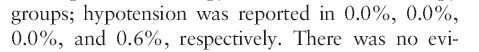 groups; hypotension was reported in 0.0%, 0.0%,
0.0%, and 0.6%, respectively. There was no evi-